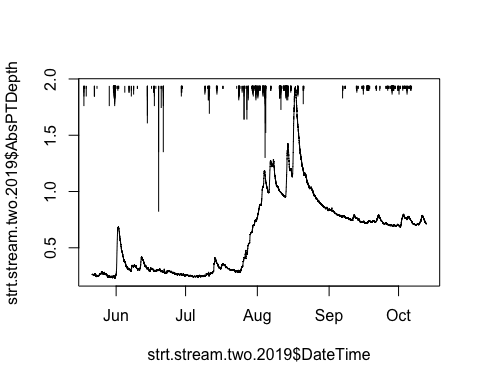 strt.stream.two.2019$AbsPTDepth
2.0
1.5
1.0
0.5
Jun Jul Aug Sep Oct
strt.stream.two.2019$DateTime